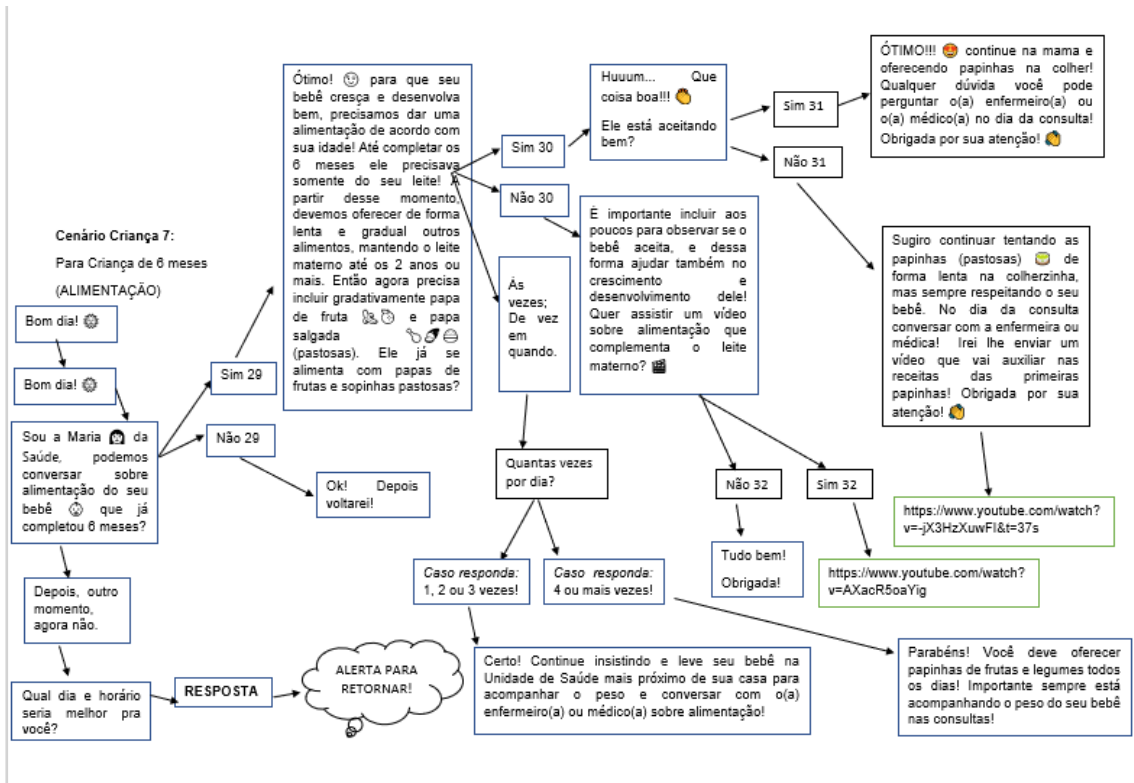 Cenário Criança 7:
Para Criança de 6 meses
(ALIMENTAÇÃO)
Bom dia!
Bom dia!
Sou a Maria da
Saúde, podemos
conversar sobre
alimentação do seu
bebê que já
completou 6 meses?
Sim 29
Não 29
Ok! Depois
voltarei!
Depois, outro
momento,
agora não.
Qual dia e horário
seria melhor pra
você?
RESPOSTA
ALERTA PARA
RETORNAR!
Ótimo! para que seu
bebê cresça e desenvolva
bem, precisamos dar uma
alimentação de acordo com
sua idade! Até completar os
6 meses ele precisava
somente do seu leite! A
partir desse momento,
devemos oferecer de forma
lenta e gradual outros
alimentos, mantendo o leite
materno até os 2 anos ou
mais. Então agora precisa
incluir gradativamente papa
de fruta e papa
salgada
(pastosas). Ele já se
alimenta com papas de
frutas e sopinhas pastosas?
Sim 30
Não 30
Às
vezes;
De vez
em
quando.
Huuum... Que
coisa boa!!!
Ele está aceitando
bem?
Sim 31
Não 31
ÓTIMO!!! continue na mama e
oferecendo papinhas na colher!
Qualquer dúvida você pode
perguntar o(a) enfermeiro(a) ou
o(a) médico(a) no dia da consulta!
Obrigada por sua atenção!
É importante incluir aos
poucos para observar se o
bebê aceita, e dessa
forma ajudar também no
crescimento e
desenvolvimento dele!
Quer assistir um vídeo
sobre alimentação que
complementa o leite
materno?
Sugiro continuar tentando as
papinhas (pastosas) de
forma lenta na colherzinha,
mas sempre respeitando o seu
bebê. No dia da consulta
conversar com a enfermeira ou
médica! Irei lhe enviar um
vídeo que vai auxiliar nas
receitas das primeiras
papinhas! Obrigada por sua
atenção!
Quantas vezes
por dia?
Não 32
Sim 32
https://www.youtube.com/watch?
v=-jX3HzXuwFI&t=37s
Tudo bem!
Obrigada!
https://www.youtube.com/watch?
v=AXacR5oaYig
Caso responda:
1, 2 ou 3 vezes!
Caso responda:
4 ou mais vezes!
Certo! Continue insistindo e leve seu bebê na
Unidade de Saúde mais próximo de sua casa para
acompanhar o peso e conversar com o(a)
enfermeiro(a) ou médico(a) sobre alimentação!
Parabéns! Você deve oferecer
papinhas de frutas e legumes todos
os dias! Importante sempre está
acompanhando o peso do seu bebê
nas consultas!